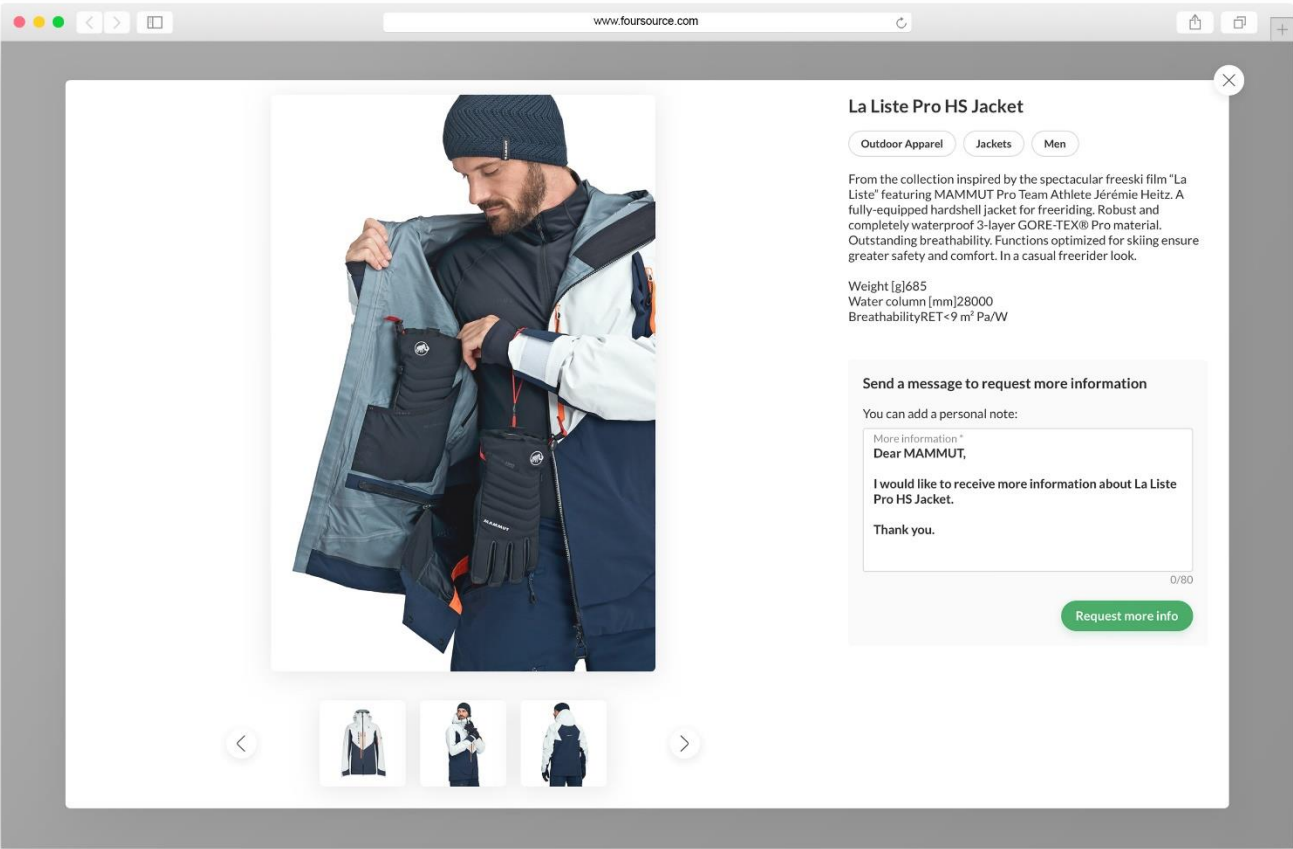 www.foursource.com
MAMMUT
MAMMUT
La Liste Pro HS Jacket
Outdoor Apparel
Jackets
Men
From the collection inspired by the spectacular freeski film “La
Liste” featuring MAMMUT Pro Team Athlete Jérémie Heitz. A
fully-equipped hardshell jacket for freeriding. Robust and
completely waterproof 3-layer GORE-TEX® Pro material.
Outstanding breathability. Functions optimized for skiing ensure
greater safety and comfort. In a casual freerider look.
Weight [g]685
Water column [mm]28000
BreathabilityRET<9 m² Pa/W
Send a message to request more information
You can add a personal note:
More information *
Dear MAMMUT,
I would like to receive more information about La Liste
Pro HS Jacket.
Thank you.
0/80
Request more info